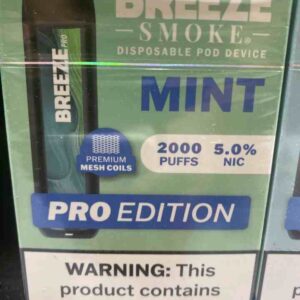 BREEZE
SMOKE®
DISPOSABLE POD DEVICE
BREEZE PRO
MINT
PREMIUM
MESH COILS
2000 5.0%
PUFFS NIC
PRO EDITION
WARNING: This
product contains